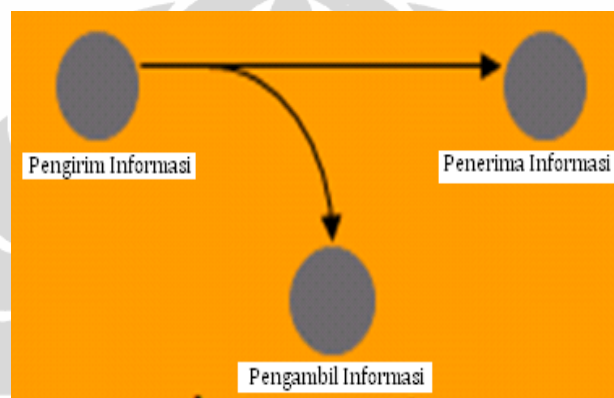 Pengirim Informasi
Penerima Informasi
Pengambil Informasi